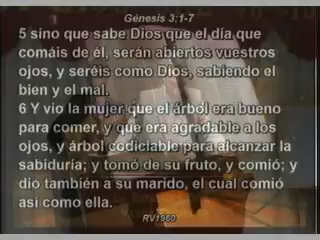 Génesis 3:1-7
5 sino que sabe Dios que el día que
comáis de él, serán abiertos vuestros
ojos, y seréis como Dios, sabiendo el
bien y el mal.
6 Y vio la mujer que el árbol era bueno
para comer, y que era agradable a los
ojos, y árbol codiciable para alcanzar la
sabiduría; y tomó de su fruto, y comió; y
dio también a su marido, el cual comió
así como ella.
RV1960